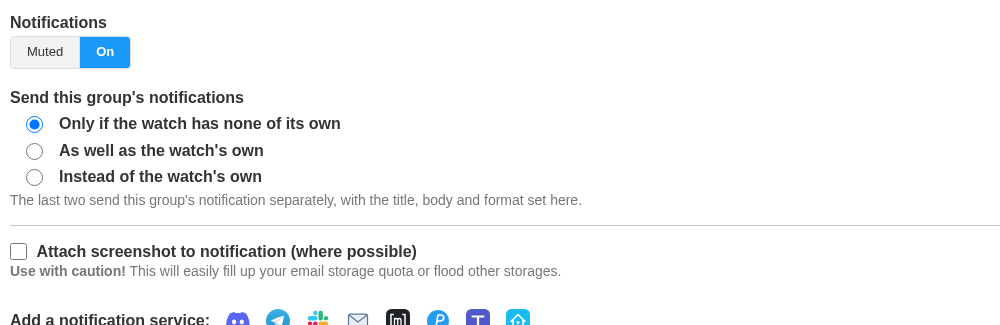 Notifications
Muted On
Send this group's notifications
Only if the watch has none of its own
As well as the watch's own
Instead of the watch's own
The last two send this group's notification separately, with the title, body and format set here.
Attach screenshot to notification (where possible)
Use with caution! This will easily fill up your email storage quota or flood other storages.
Add a notification service: